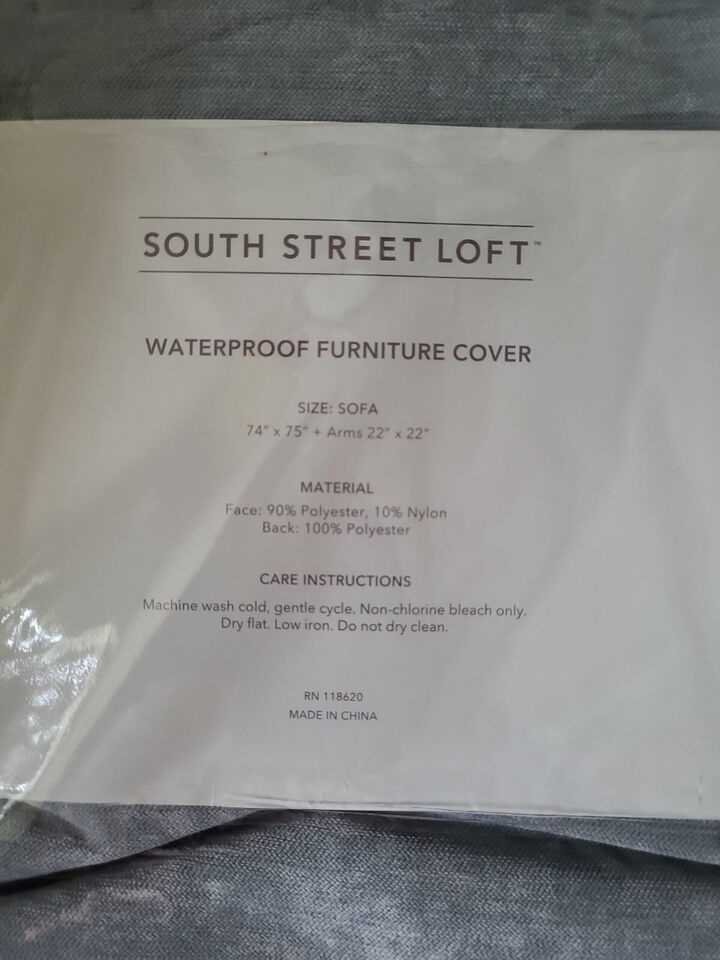 SOUTH STREET LOFT™
WATERPROOF FURNITURE COVER
SIZE: SOFA
74" x 75" + Arms 22" x 22"
MATERIAL
Face: 90% Polyester, 10% Nylon
Back: 100% Polyester
CARE INSTRUCTIONS
Machine wash cold, gentle cycle. Non-chlorine bleach only.
Dry flat. Low iron. Do not dry clean.
RN 118620
MADE IN CHINA